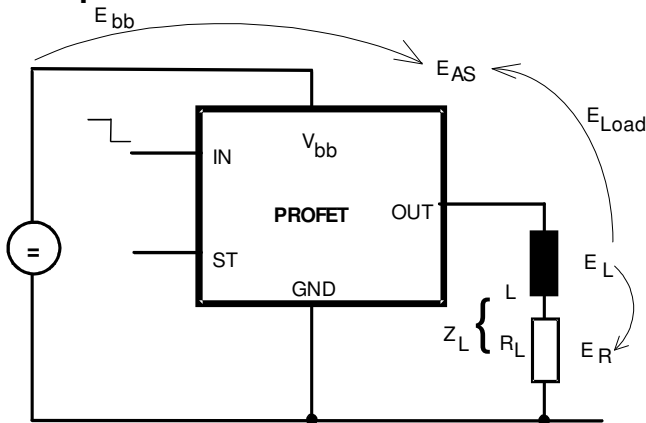 E bb
E AS
E Load
V bb
IN
PROFET
OUT
=
ST
E L
GND
L
Z L {
R L
E R